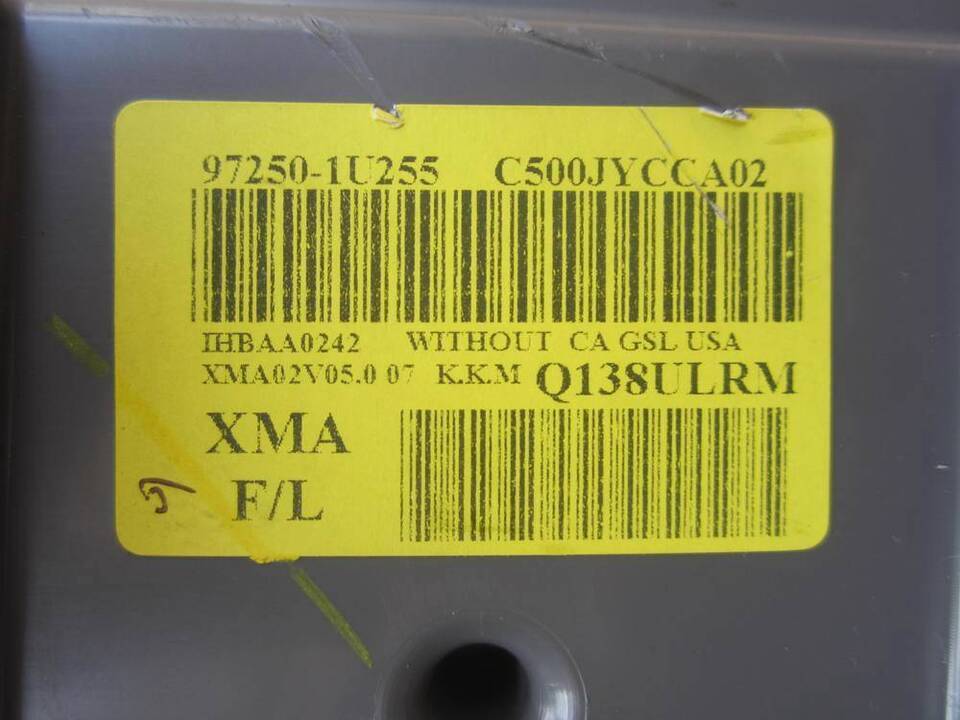 97250-1U255 C500JYCCA02
IHBAA0242 WITHOUT CA GSL USA
XMA02V05.0 07 K.K.M Q138ULRM
XMA
F/L